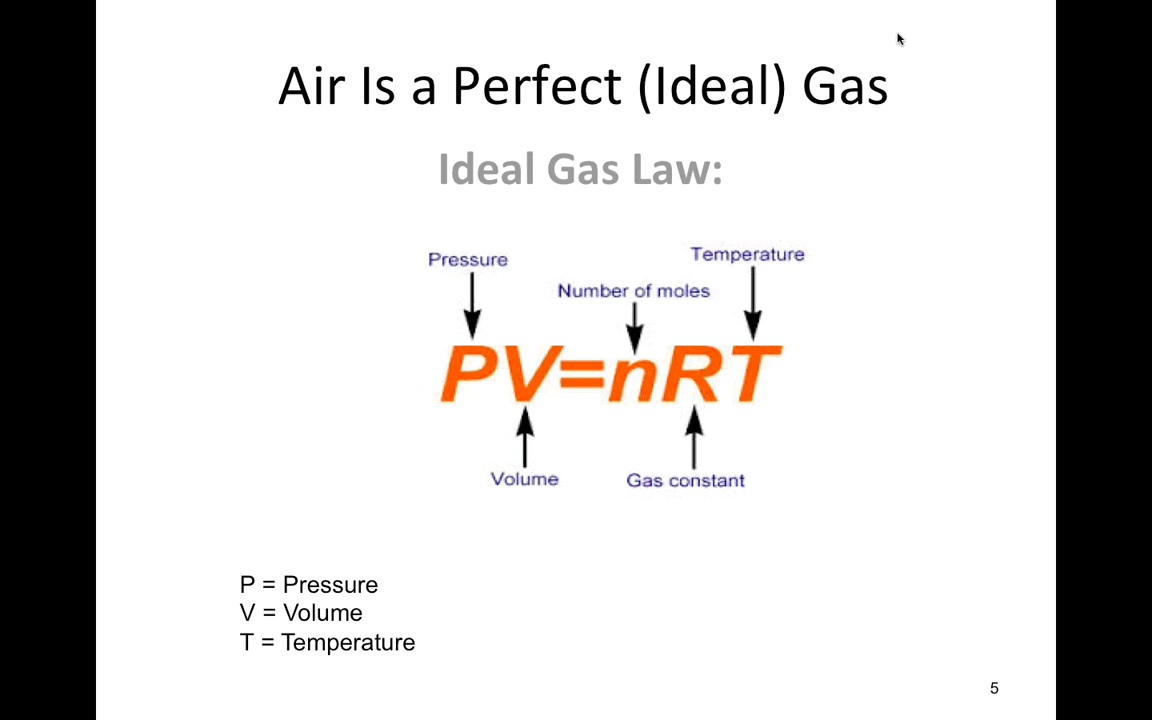 Air Is a Perfect (Ideal) Gas
Ideal Gas Law:
Pressure
Temperature
Number of moles
PV=nRT
Volume
Gas constant
P = Pressure
V = Volume
T = Temperature
5